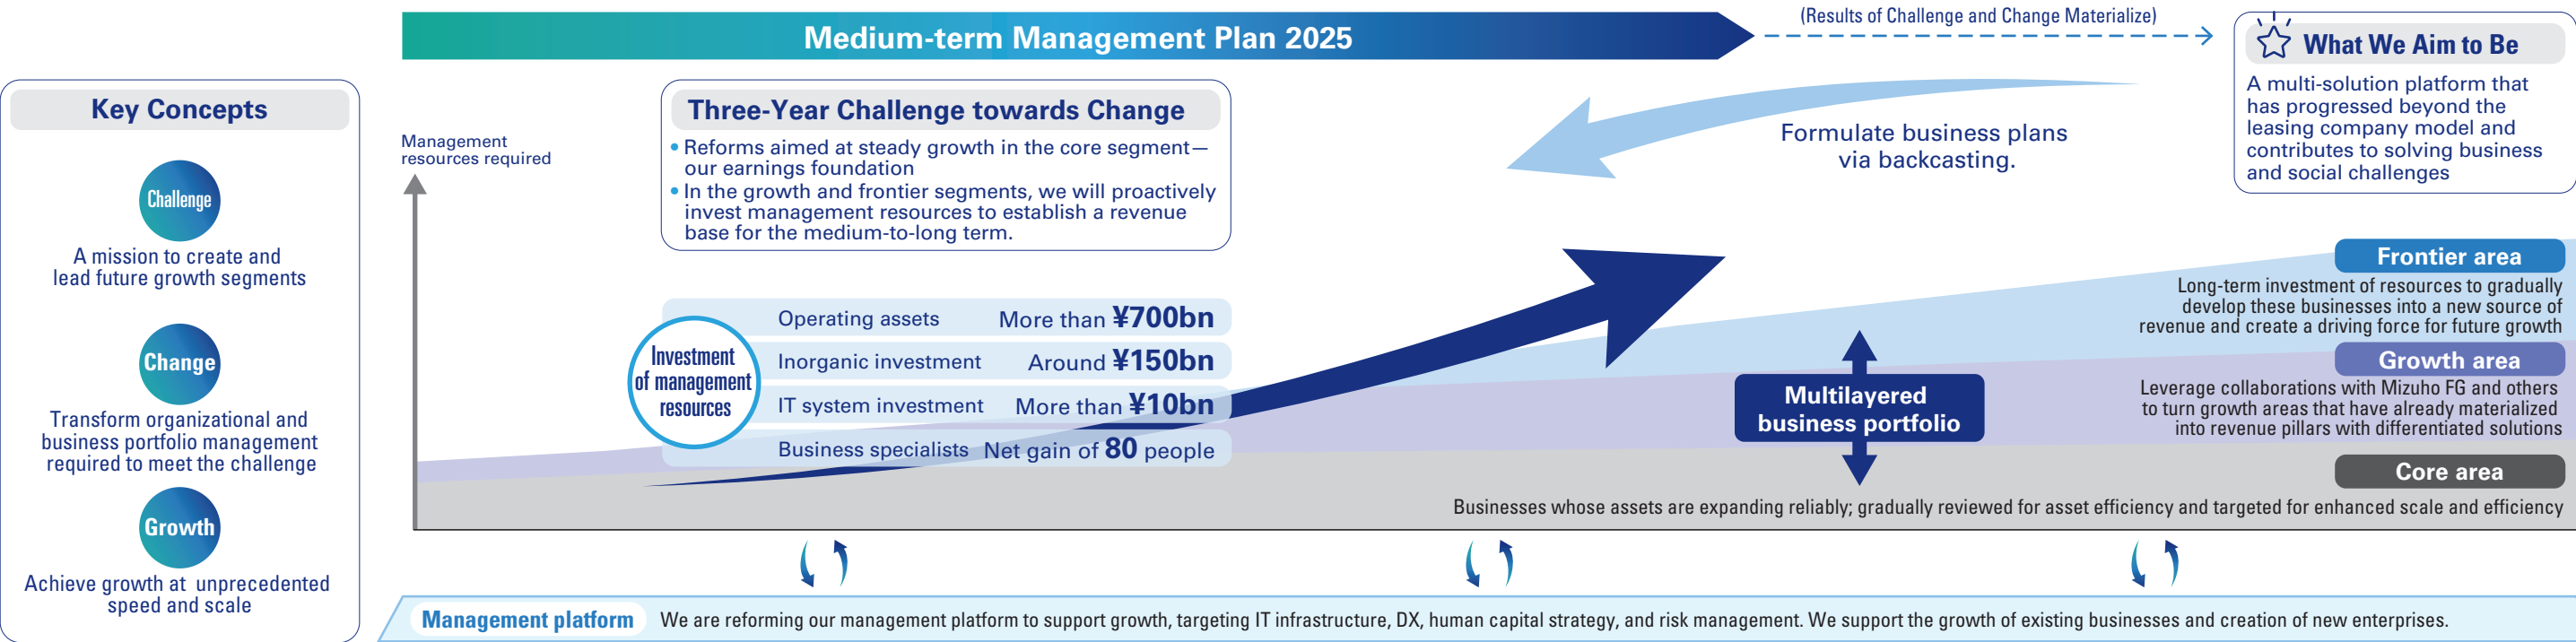 Medium-term Management Plan 2025
(Results of Challenge and Change Materialize)
What We Aim to Be
A multi-solution platform that
has progressed beyond the
leasing company model and
contributes to solving business
and social challenges
Key Concepts
Challenge
A mission to create and
lead future growth segments
Change
Transform organizational and
business portfolio management
required to meet the challenge
Growth
Achieve growth at unprecedented
speed and scale
Management
resources required
Three-Year Challenge towards Change
• Reforms aimed at steady growth in the core segment—
our earnings foundation
• In the growth and frontier segments, we will proactively
invest management resources to establish a revenue
base for the medium-to-long term.
Formulate business plans
via backcasting.
Investment
of management
resources
Operating assets More than ¥700bn
Inorganic investment Around ¥150bn
IT system investment More than ¥10bn
Business specialists Net gain of 80 people
Multilayered
business portfolio
Frontier area
Long-term investment of resources to gradually
develop these businesses into a new source of
revenue and create a driving force for future growth
Growth area
Leverage collaborations with Mizuho FG and others
to turn growth areas that have already materialized
into revenue pillars with differentiated solutions
Core area
Businesses whose assets are expanding reliably; gradually reviewed for asset efficiency and targeted for enhanced scale and efficiency
Management platform We are reforming our management platform to support growth, targeting IT infrastructure, DX, human capital strategy, and risk management. We support the growth of existing businesses and creation of new enterprises.